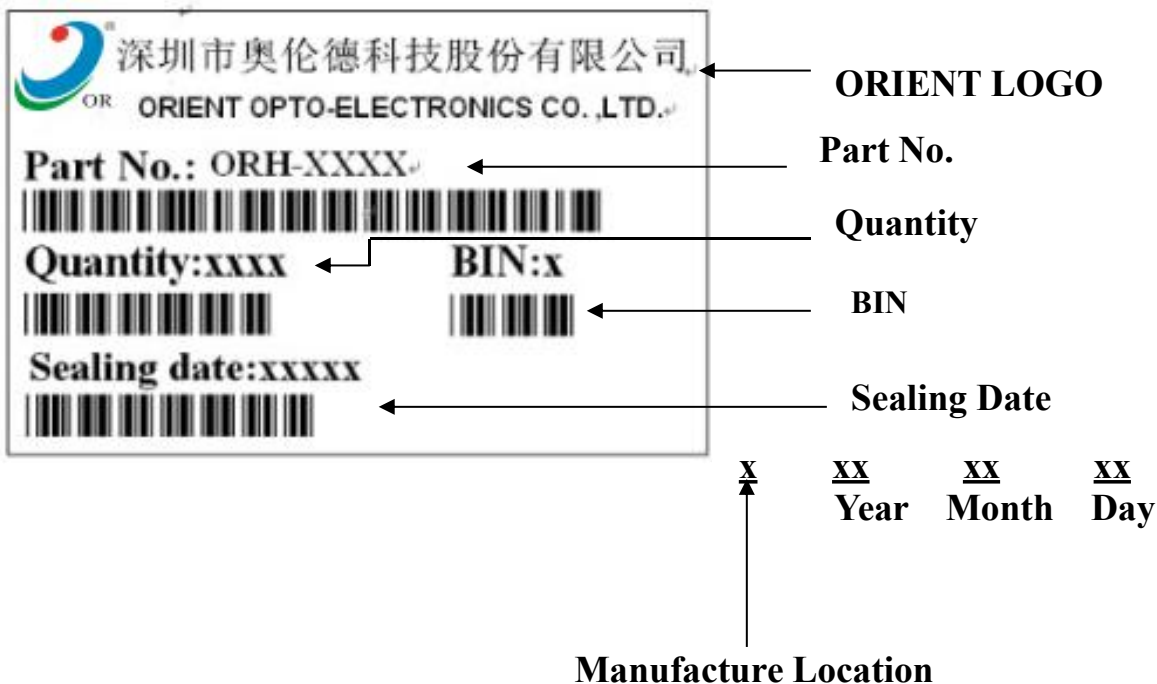 深圳市奥伦德科技股份有限公司
OR
ORIENT OPTO-ELECTRONICS CO. ,LTD.
ORIENT LOGO
Part No.: ORH-XXXX
Part No.
Quantity:xxxx
BIN:x
Quantity
BIN
Sealing date:xxxxx
Sealing Date
x xx xx xx
Year Month Day
Manufacture Location